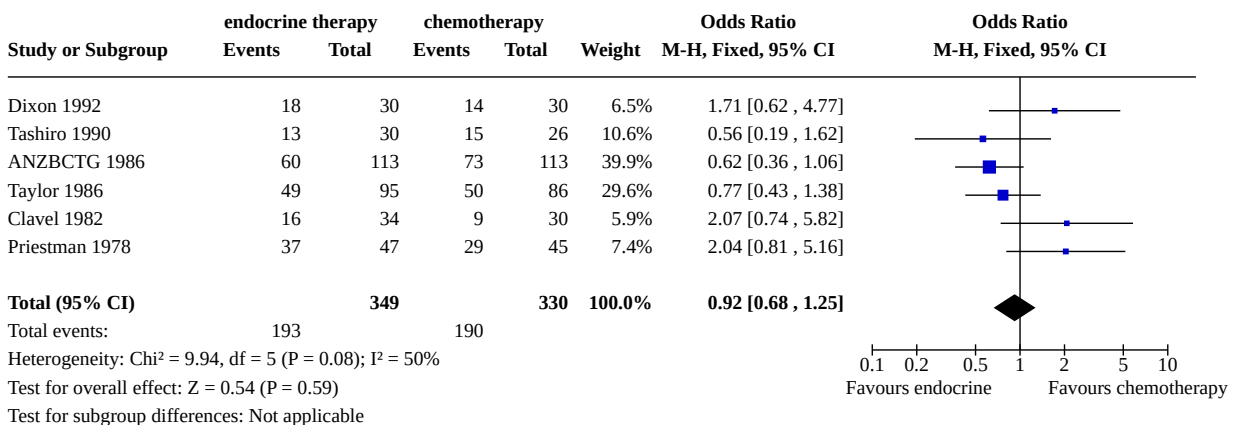 endocrine therapy chemotherapy Odds Ratio Odds Ratio
Study or Subgroup Events Total Events Total Weight M-H, Fixed, 95% CI M-H, Fixed, 95% CI
Dixon 1992 18 30 14 30 6.5% 1.71 [0.62 , 4.77]
Tashiro 1990 13 30 15 26 10.6% 0.56 [0.19 , 1.62]
ANZBCTG 1986 60 113 73 113 39.9% 0.62 [0.36 , 1.06]
Taylor 1986 49 95 50 86 29.6% 0.77 [0.43 , 1.38]
Clavel 1982 16 34 9 30 5.9% 2.07 [0.74 , 5.82]
Priestman 1978 37 47 29 45 7.4% 2.04 [0.81 , 5.16]
Total (95% CI) 349 330 100.0% 0.92 [0.68 , 1.25]
Total events: 193 190
Heterogeneity: Chi² = 9.94, df = 5 (P = 0.08); I² = 50%
0.1 0.2 0.5 1 2 5 10
Test for overall effect: Z = 0.54 (P = 0.59) Favours endocrine Favours chemotherapy
Test for subgroup differences: Not applicable